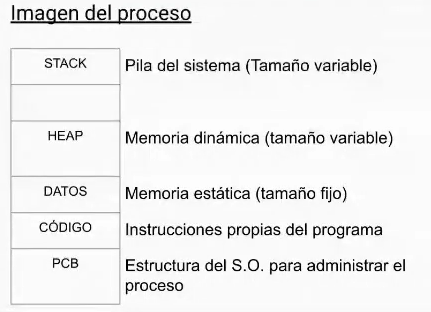 Imagen del proceso
STACK Pila del sistema (Tamaño variable)
HEAP Memoria dinámica (tamaño variable)
DATOS Memoria estática (tamaño fijo)
CÓDIGO Instrucciones propias del programa
PCB Estructura del S.O. para administrar el
proceso